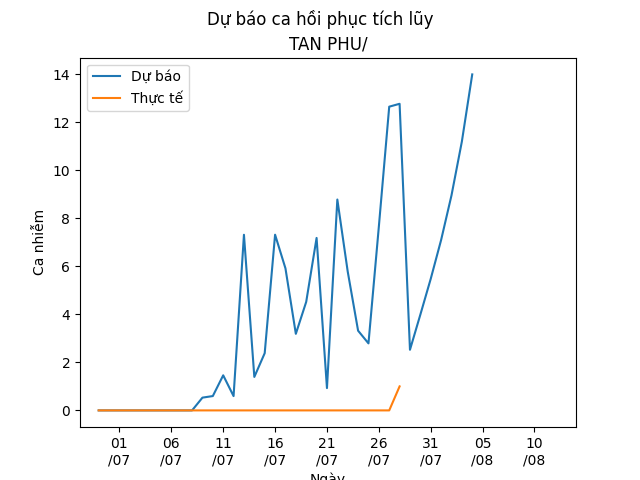 Dự báo ca hồi phục tích lũy
TAN PHU/
Dự báo
Thực tế
Ca nhiễm
14
12
10
8
6
4
2
0
01 06 11 16 21 26 31 05 10
/07 /07 /07 /07 /07 /07 /07 /08 /08
Ngày